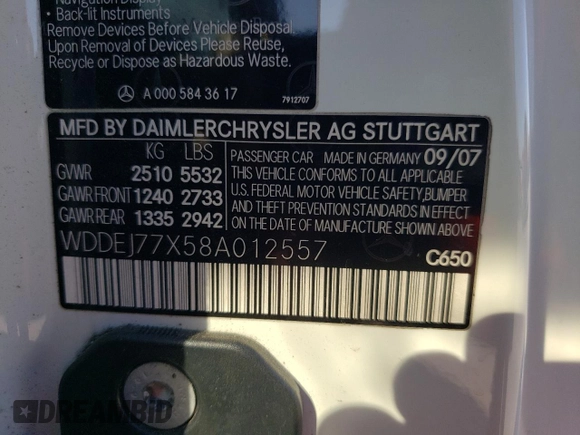 Navigation Display
• Back-lit Instruments
Remove Devices Before Vehicle Disposal.
Upon Removal of Devices Please Reuse,
Recycle or Dispose as Hazardous Waste.
A 000 584 36 17
7912707
MFD BY DAIMLERCHRYSLER AG STUTTGART
KG LBS
GVWR 2510 5532
GAWR FRONT 1240 2733
GAWR REAR 1335 2942
PASSENGER CAR MADE IN GERMANY 09/07
THIS VEHICLE CONFORMS TO ALL APPLICABLE
U.S. FEDERAL MOTOR VEHICLE SAFETY, BUMPER
AND THEFT PREVENTION STANDARDS IN EFFECT
ON THE DATE OF MANUFACTURE SHOWN ABOVE
WDDEJ77X58A012557
C650
DREAMBID